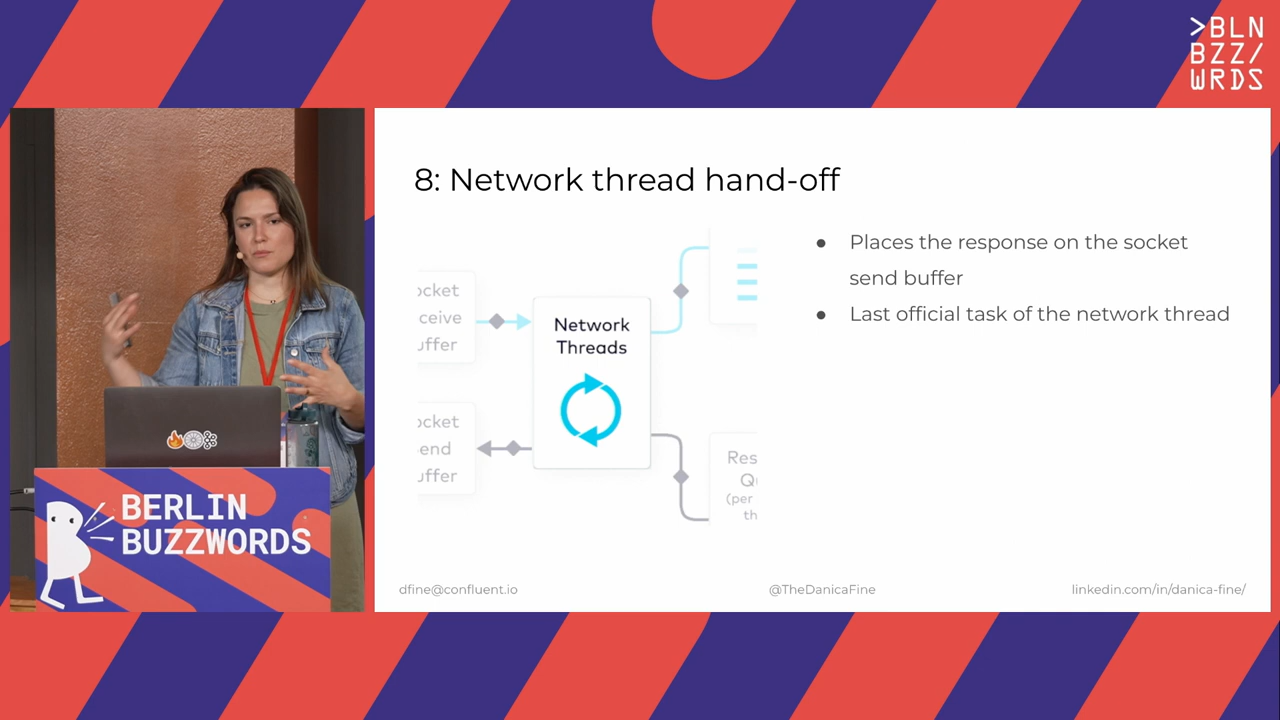 >BLN
BZZ/
WRDS
8: Network thread hand-off
Places the response on the socket
send buffer
Last official task of the network thread
ocket
ceive
uffer
Network
Threads
ocket
end
uffer
Res
Qu
(per
th
BERLIN
BUZZWORDS
dfine@confluent.io
@TheDanicaFine
linkedin.com/in/danica-fine/